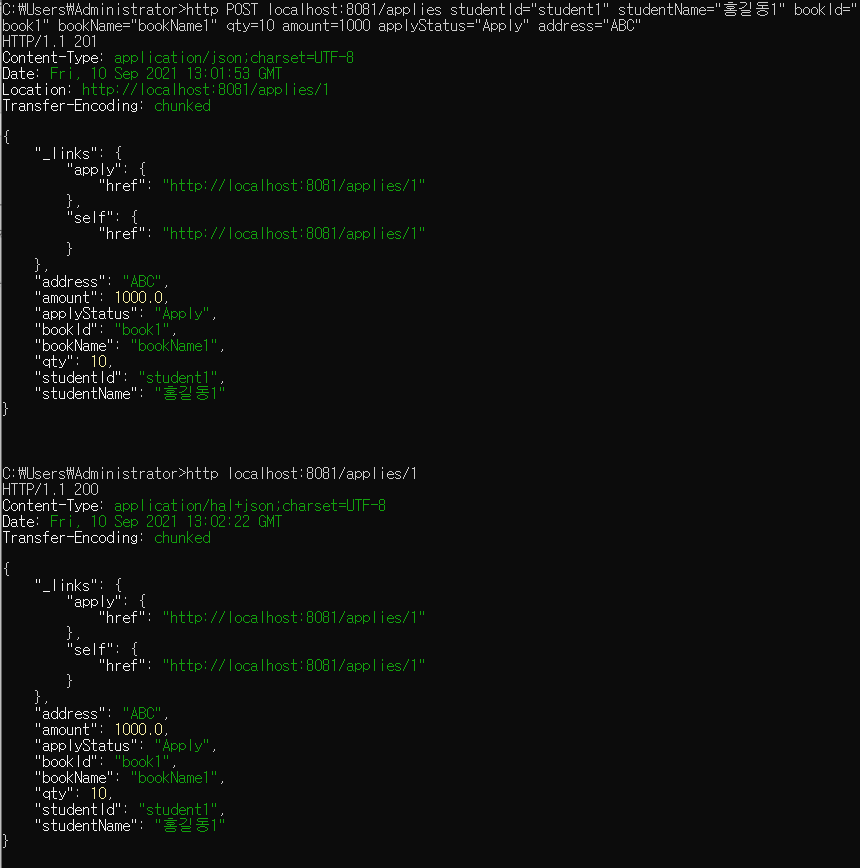 C:₩Users₩Administrator>http POST localhost:8081/applies studentId="student1" studentName="홍길동1" bookId="
book1" bookName="bookName1" qty=10 amount=1000 applyStatus="Apply" address="ABC"
HTTP/1.1 201
Content-Type: application/json;charset=UTF-8
Date: Fri, 10 Sep 2021 13:01:53 GMT
Location: http://localhost:8081/applies/1
Transfer-Encoding: chunked

{
    "_links": {
        "apply": {
            "href": "http://localhost:8081/applies/1"
        },
        "self": {
            "href": "http://localhost:8081/applies/1"
        }
    },
    "address": "ABC",
    "amount": 1000.0,
    "applyStatus": "Apply",
    "bookId": "book1",
    "bookName": "bookName1",
    "qty": 10,
    "studentId": "student1",
    "studentName": "홍길동1"
}

C:₩Users₩Administrator>http localhost:8081/applies/1
HTTP/1.1 200
Content-Type: application/hal+json;charset=UTF-8
Date: Fri, 10 Sep 2021 13:02:22 GMT
Transfer-Encoding: chunked

{
    "_links": {
        "apply": {
            "href": "http://localhost:8081/applies/1"
        },
        "self": {
            "href": "http://localhost:8081/applies/1"
        }
    },
    "address": "ABC",
    "amount": 1000.0,
    "applyStatus": "Apply",
    "bookId": "book1",
    "bookName": "bookName1",
    "qty": 10,
    "studentId": "student1",
    "studentName": "홍길동1"
}